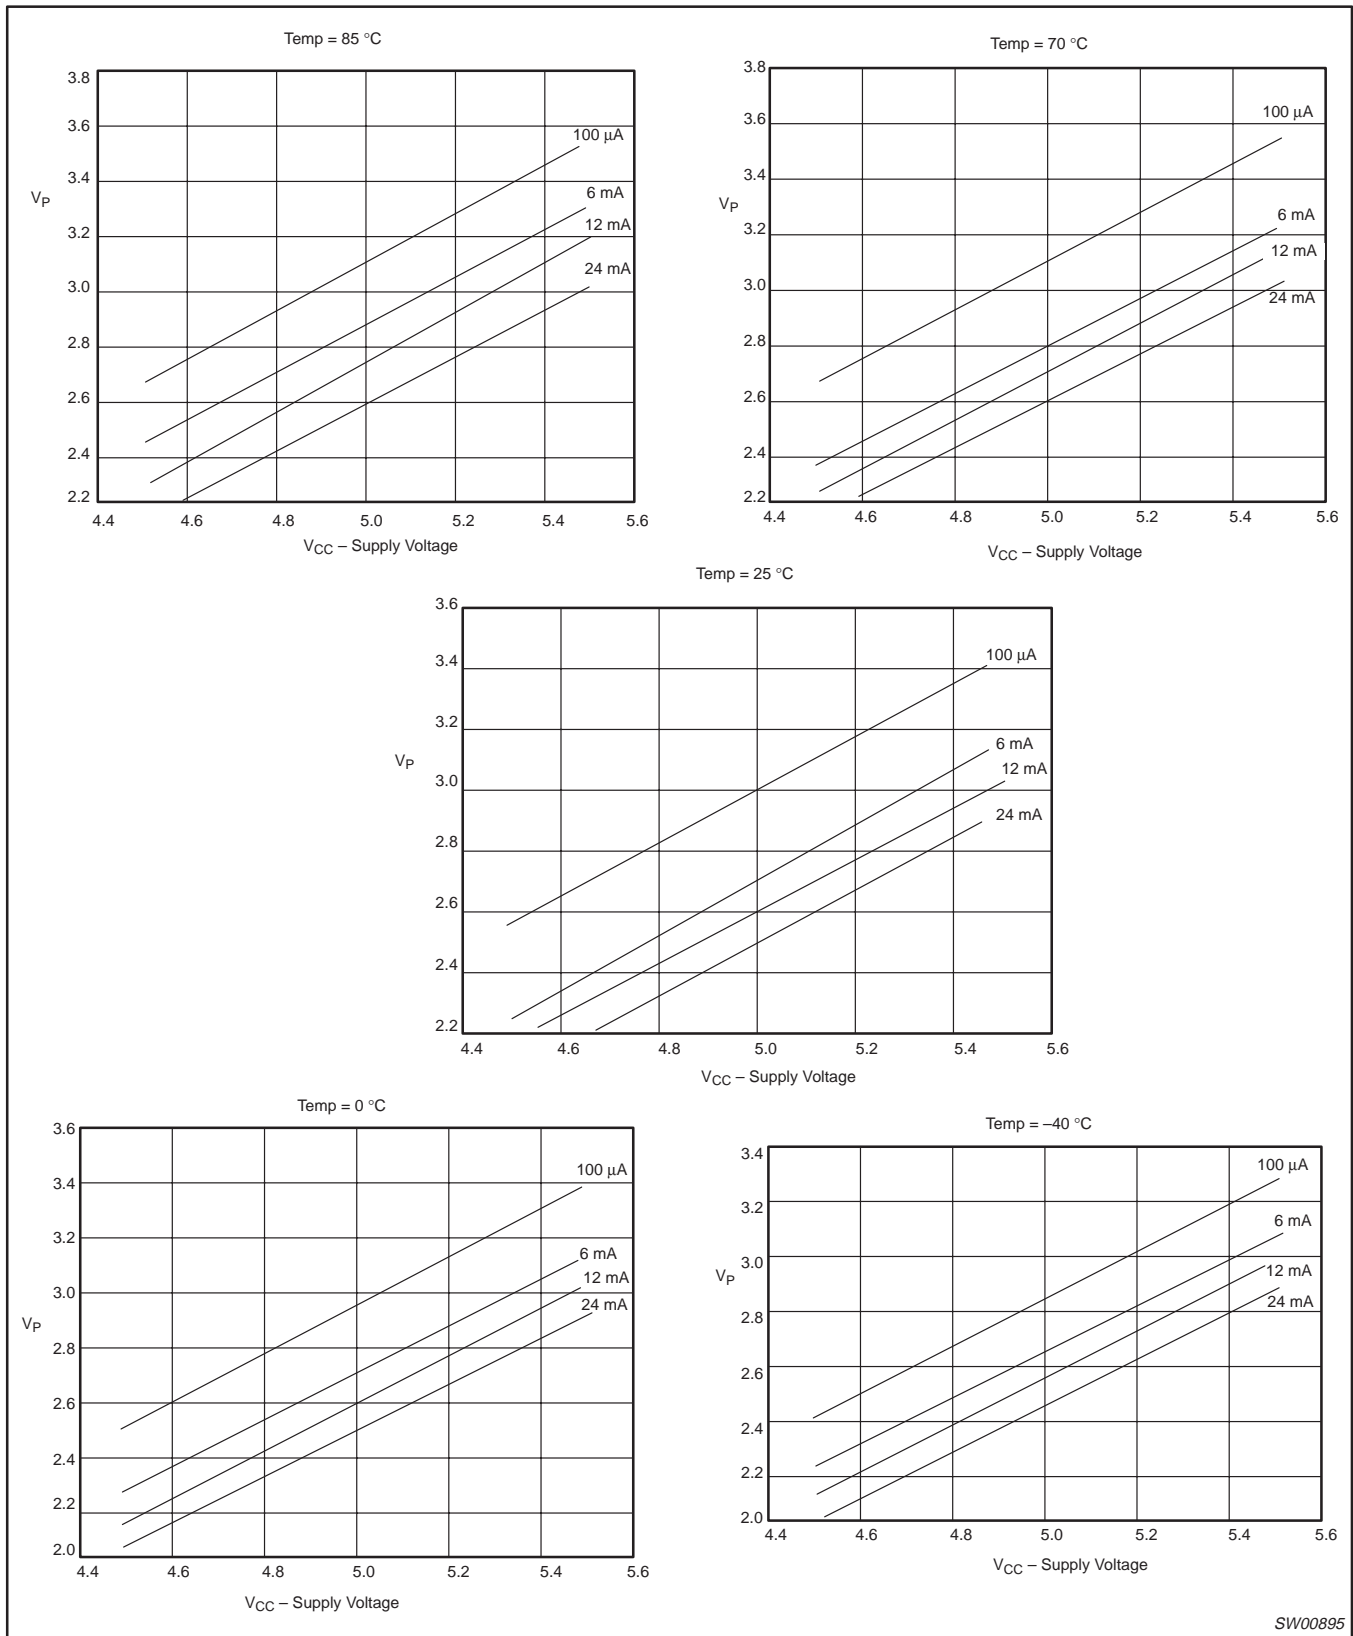 Temp = 85 °C
3.8
3.6
3.4
3.2
3.0
2.8
2.6
2.4
2.2
VP
100 µA
6 mA
12 mA
24 mA
4.4 4.6 4.8 5.0 5.2 5.4 5.6
VCC – Supply Voltage
Temp = 70 °C
3.8
3.6
3.4
3.2
3.0
2.8
2.6
2.4
2.2
VP
100 µA
6 mA
12 mA
24 mA
4.4 4.6 4.8 5.0 5.2 5.4 5.6
VCC – Supply Voltage
Temp = 25 °C
3.6
3.4
3.2
3.0
2.8
2.6
2.4
2.2
VP
100 µA
6 mA
12 mA
24 mA
4.4 4.6 4.8 5.0 5.2 5.4 5.6
VCC – Supply Voltage
Temp = 0 °C
3.6
3.4
3.2
3.0
2.8
2.6
2.4
2.2
2.0
VP
100 µA
6 mA
12 mA
24 mA
4.4 4.6 4.8 5.0 5.2 5.4 5.6
VCC – Supply Voltage
Temp = –40 °C
3.4
3.2
3.0
2.8
2.6
2.4
2.2
2.0
VP
100 µA
6 mA
12 mA
24 mA
4.4 4.6 4.8 5.0 5.2 5.4 5.6
VCC – Supply Voltage
SW00895